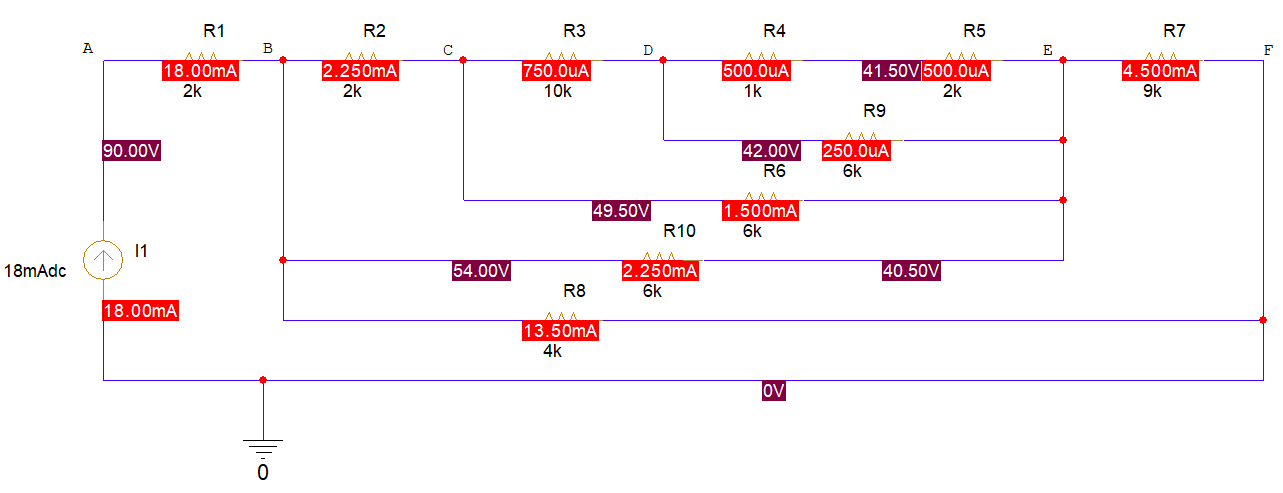 R1 R2 R3 R4 R5 R7
A B C D E F
18.00mA 2.250mA 750.0uA 500.0uA 41.50V 500.0uA 4.500mA
2k 2k 10k 1k 2k 9k
R9
90.00V 42.00V 250.0uA
R6 6k
49.50V 1.500mA
R10 6k
I1
18mAdc 54.00V 2.250mA 40.50V
R8 6k
18.00mA
13.50mA
4k
0V
0